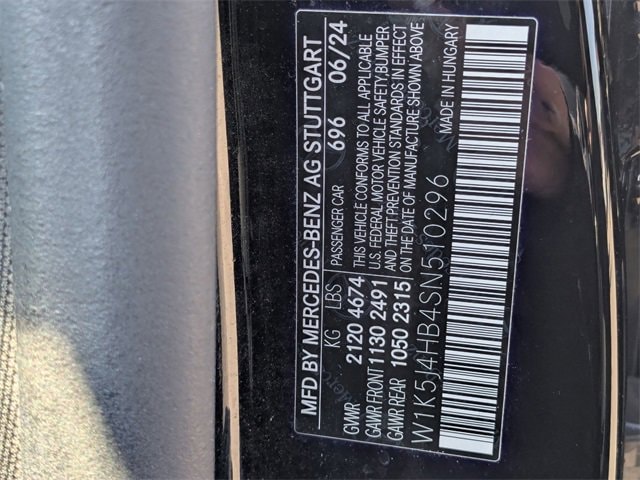 MFD BY MERCEDES-BENZ AG STUTTGART
KG LBS PASSENGER CAR 696 06/24
GVWR 2120 4674 THIS VEHICLE CONFORMS TO ALL APPLICABLE
GAWR FRONT 1130 2491 U.S. FEDERAL MOTOR VEHICLE SAFETY,BUMPER
GAWR REAR 1050 2315 AND THEFT PREVENTION STANDARDS IN EFFECT
ON THE DATE OF MANUFACTURE SHOWN ABOVE
W1K5J4HB4SN510296 MADE IN HUNGARY